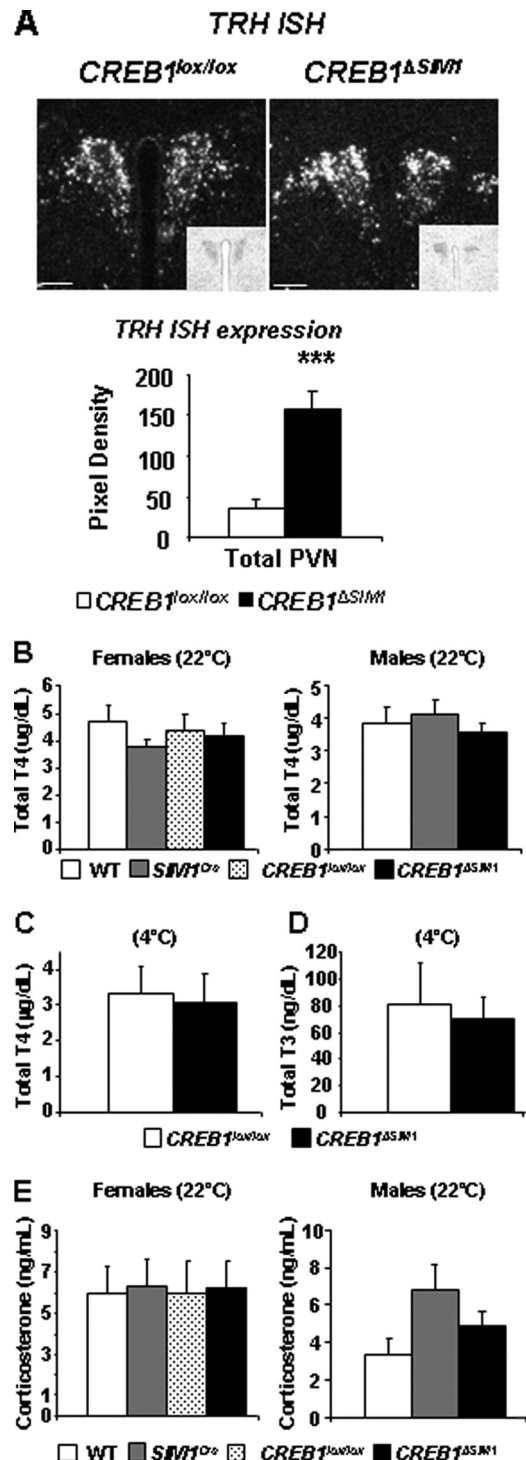 A
TRH ISH
CREB1lox/lox CREB1ΔSIM1
TRH ISH expression
***
Pixel Density
200
150
100
50
0
Total PVN
CREB1lox/lox CREB1ΔSIM1
B
Females (22°C) Males (22°C)
Total T4 (ug/dL)
6
5
4
3
2
1
0
Total T4 (ug/dL)
5
4
3
2
1
0
WT SIM1Cre CREB1lox/lox CREB1ΔSIM1
C
(4°C)
Total T4 (µg/dL)
4
3
2
1
0
D
(4°C)
Total T3 (ng/dL)
120
100
80
60
40
20
0
CREB1lox/lox CREB1ΔSIM1
E
Females (22°C) Males (22°C)
Corticosterone (ng/mL)
9
7
6
4
3
1
0
Corticosterone (ng/mL)
10
8
6
4
2
0
WT SIM1Cre CREB1lox/lox CREB1ΔSIM1